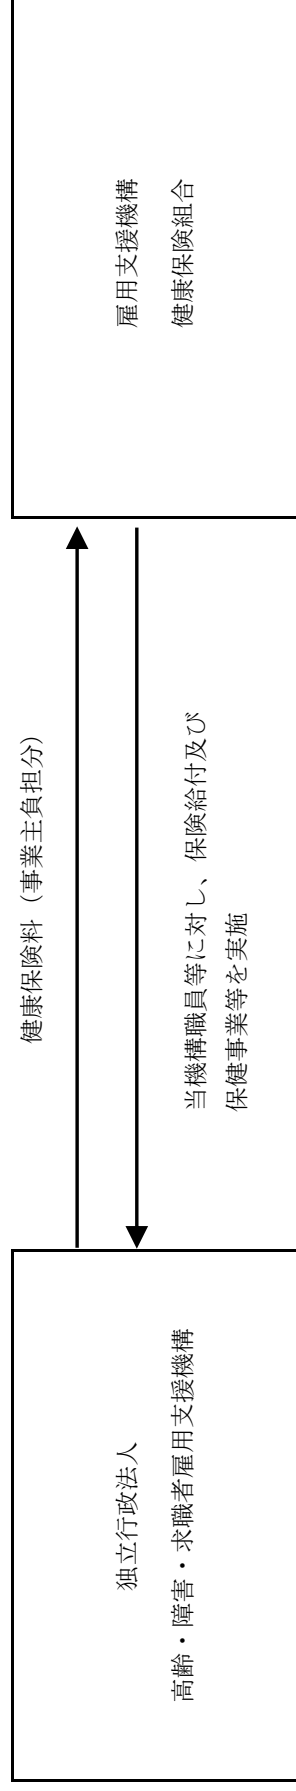 独立行政法人
高齢・障害・求職者雇用支援機構
健康保険料（事業主負担分）
当機構職員等に対し、保険給付及び
保健事業等を実施
雇用支援機構
健康保険組合